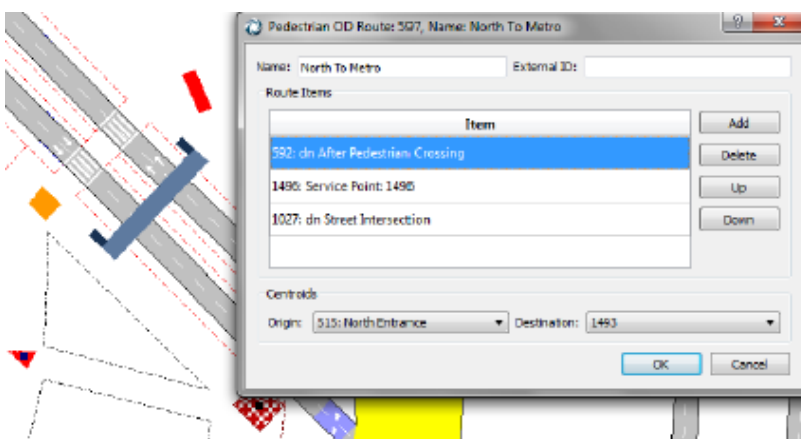 Pedestrian OD Route: 597, Name: North To Metro
Name: North To Metro External ID:
Route Items
Item
Add
592: dn After Pedestrian Crossing
Delete
1496: Service Point: 1496
Up
1027: dn Street Intersection
Down
Centroids
Origin: 515: North Entrance Destination: 1493
OK Cancel